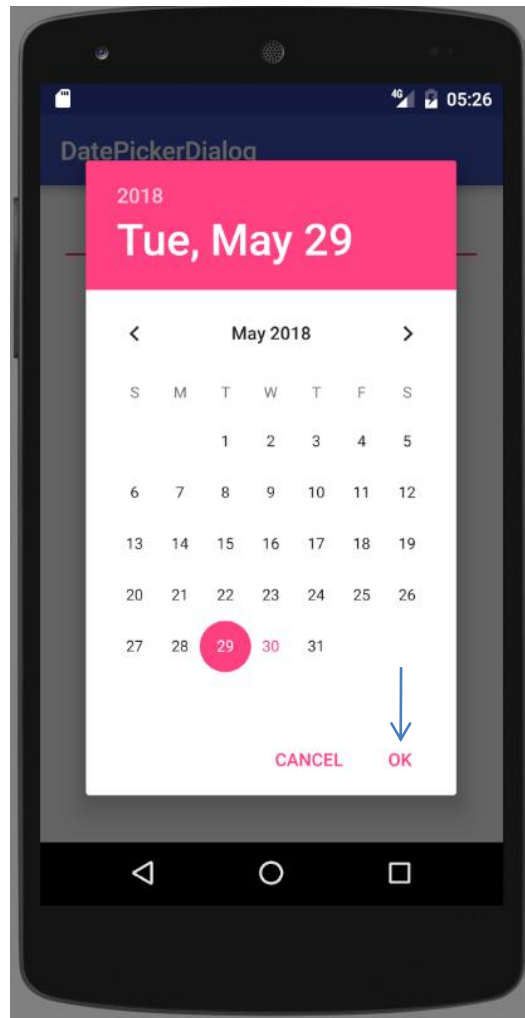 4G 05:26
DatePickerDialog
2018
Tue, May 29
May 2018
S M T W T F S
1 2 3 4 5
6 7 8 9 10 11 12
13 14 15 16 17 18 19
20 21 22 23 24 25 26
27 28 29 30 31
CANCEL OK